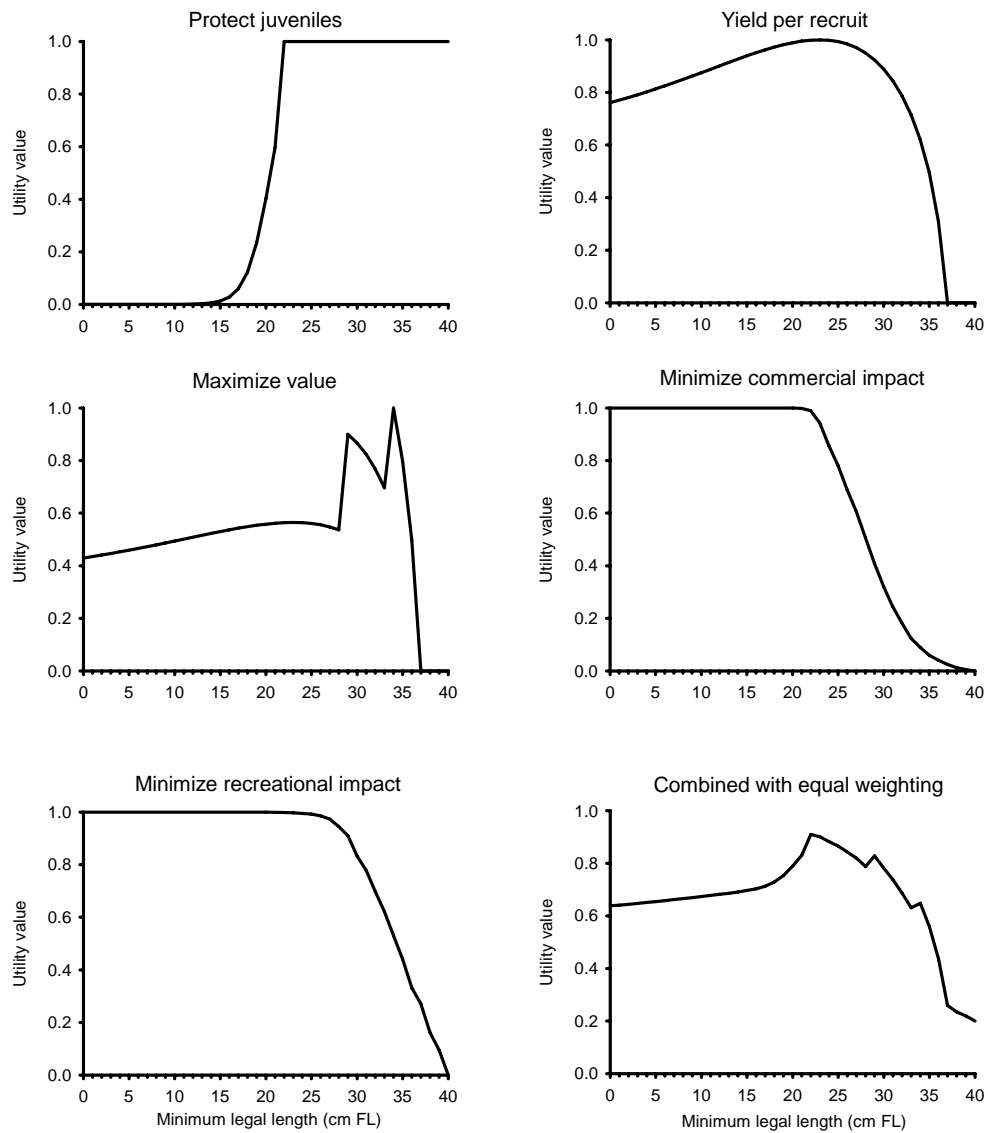 Protect juveniles
Utility value
1.0
0.8
0.6
0.4
0.2
0.0
0 5 10 15 20 25 30 35 40
Yield per recruit
Utility value
1.0
0.8
0.6
0.4
0.2
0.0
0 5 10 15 20 25 30 35 40
Maximize value
Utility value
1.0
0.8
0.6
0.4
0.2
0.0
0 5 10 15 20 25 30 35 40
Minimize commercial impact
Utility value
1.0
0.8
0.6
0.4
0.2
0.0
0 5 10 15 20 25 30 35 40
Minimize recreational impact
Utility value
1.0
0.8
0.6
0.4
0.2
0.0
0 5 10 15 20 25 30 35 40
Minimum legal length (cm FL)
Combined with equal weighting
Utility value
1.0
0.8
0.6
0.4
0.2
0.0
0 5 10 15 20 25 30 35 40
Minimum legal length (cm FL)